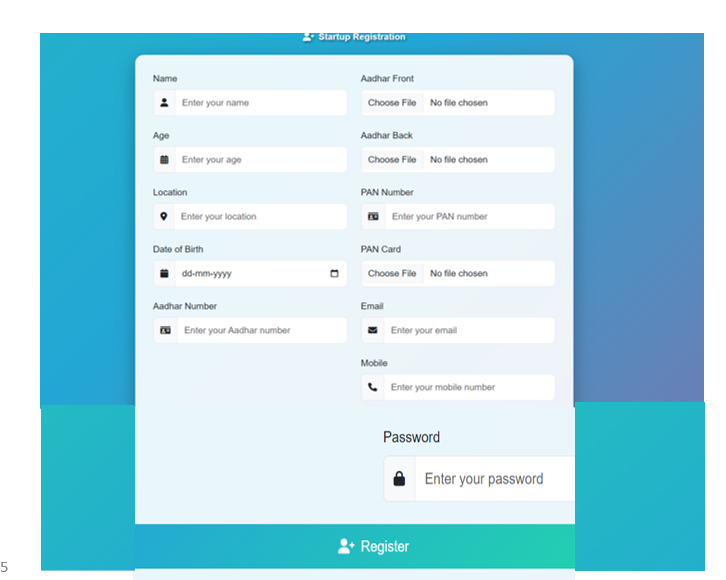 Startup Registration
Name
Enter your name
Age
Enter your age
Location
Enter your location
Date of Birth
dd-mm-yyyy
Aadhar Number
Enter your Aadhar number
Aadhar Front
Choose File No file chosen
Aadhar Back
Choose File No file chosen
PAN Number
Enter your PAN number
PAN Card
Choose File No file chosen
Email
Enter your email
Mobile
Enter your mobile number
Password
Enter your password
Register
5